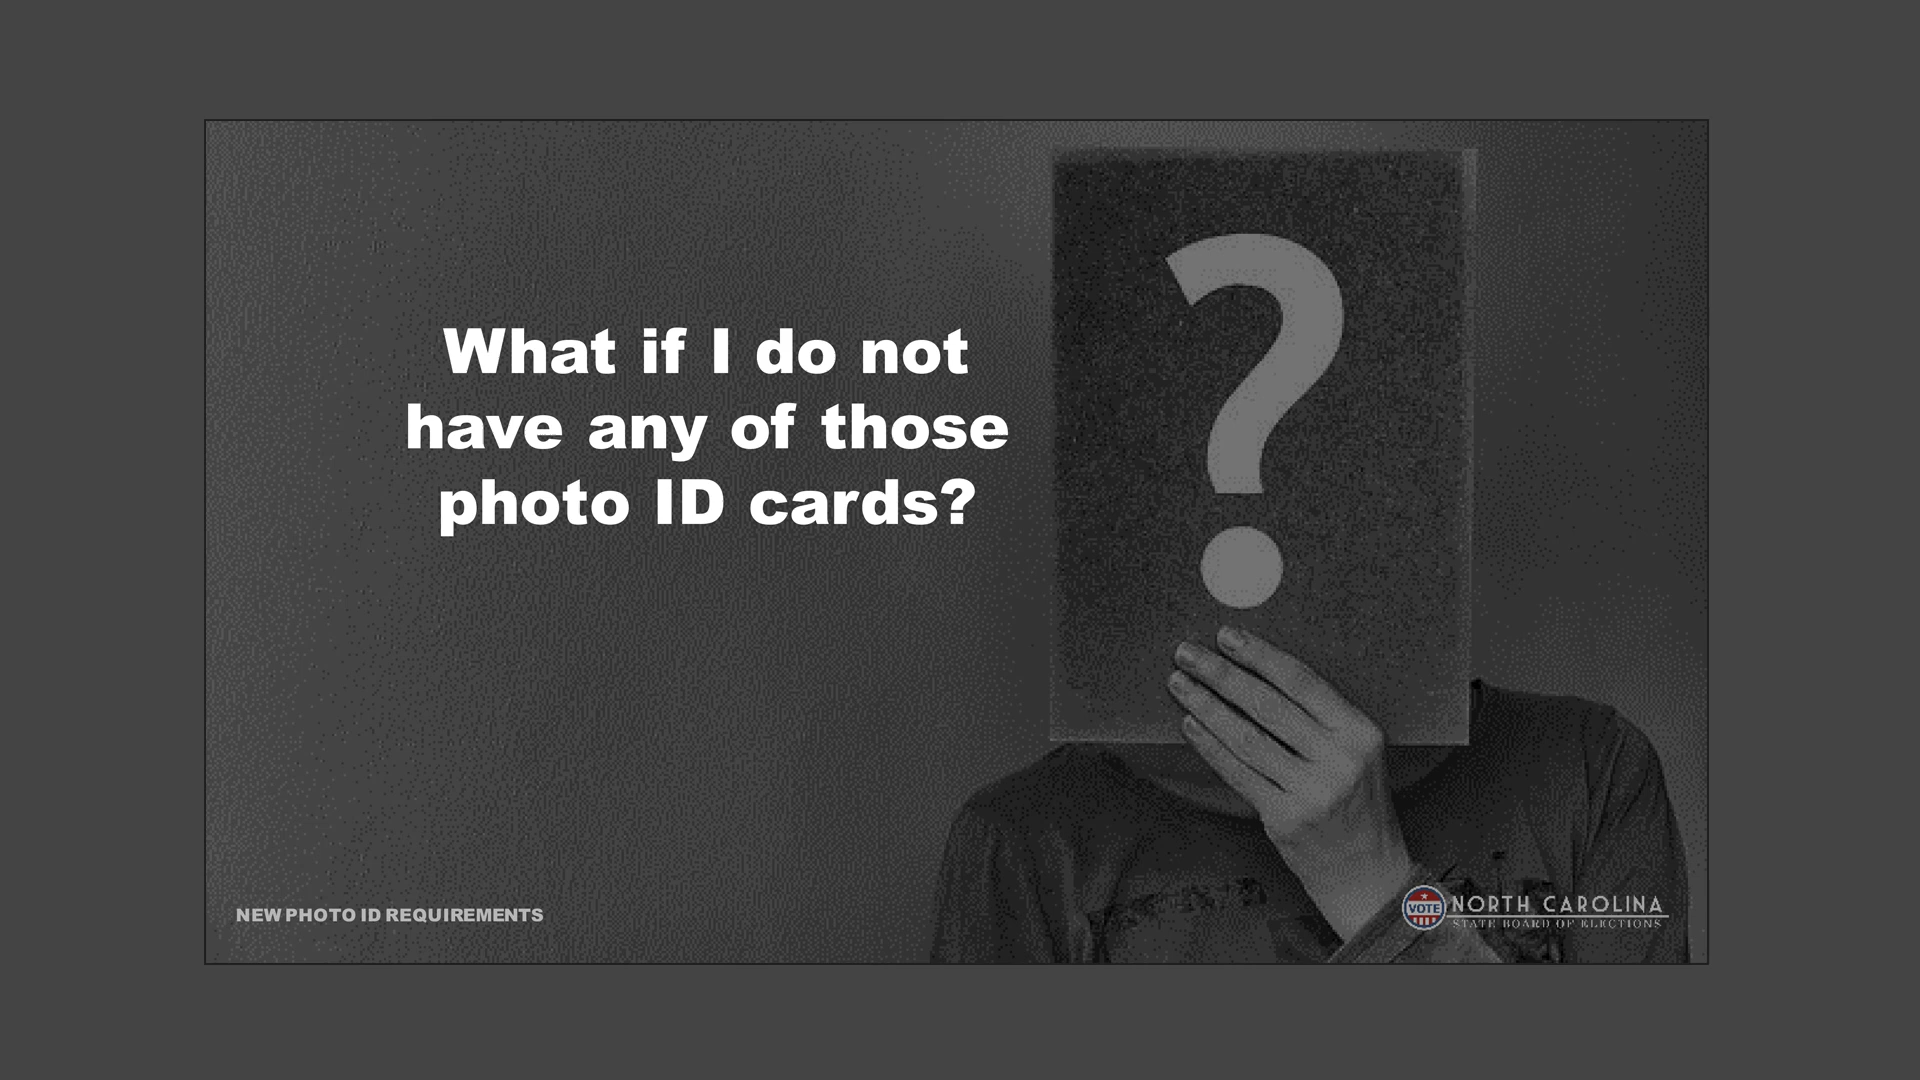 What if I do not
have any of those
photo ID cards?
?
NEW PHOTO ID REQUIREMENTS
VOTE
NORTH CAROLINA
STATE BOARD OF ELECTIONS